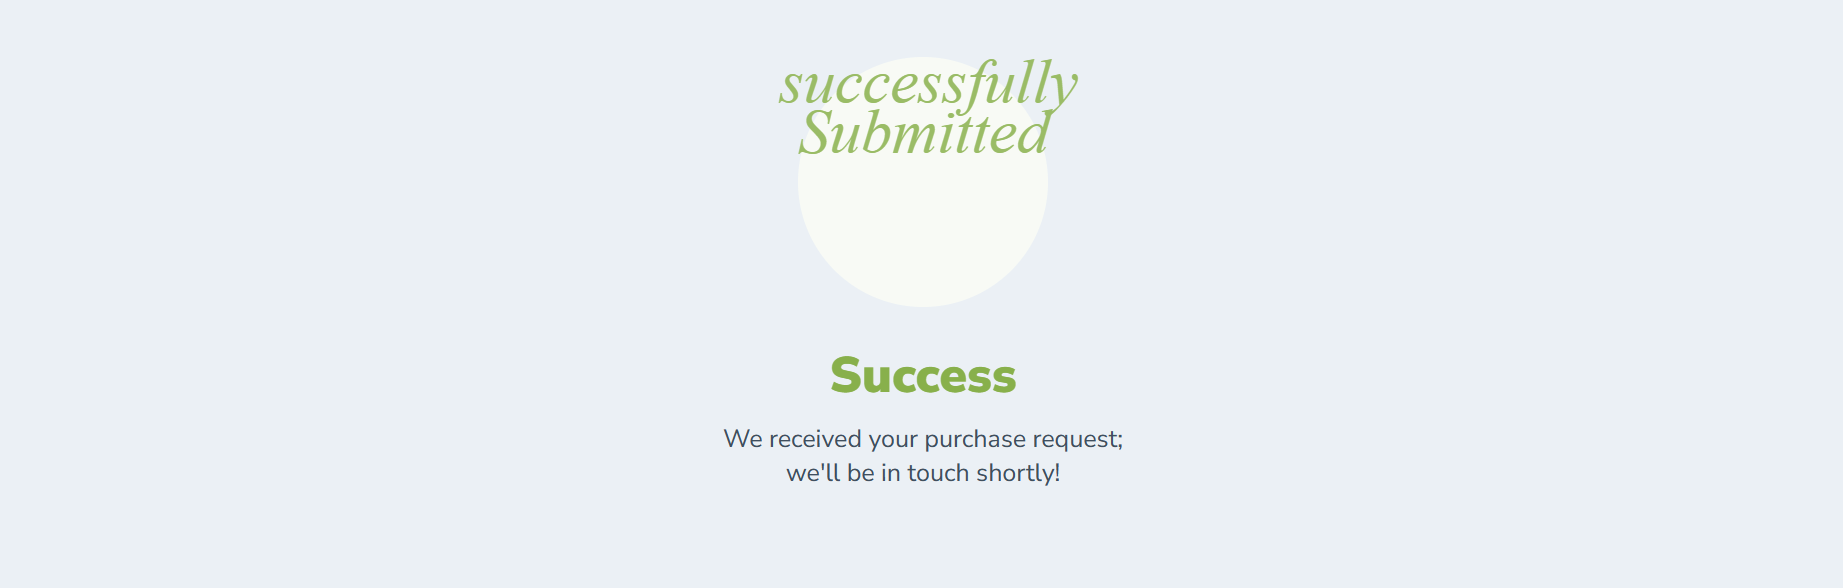 successfully
Submitted
Success
We received your purchase request;
we'll be in touch shortly!